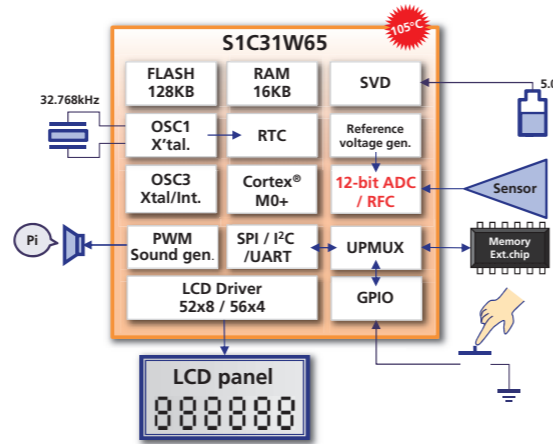 S1C31W65
105°C
FLASH
128KB
RAM
16KB
SVD
5.0
32.768kHz
OSC1
X'tal.
RTC
Reference
voltage gen.
OSC3
Xtal/Int.
Cortex®
M0+
12-bit ADC
/ RFC
Sensor
Pi
PWM
Sound gen.
SPI / I²C
/UART
UPMUX
Memory
Ext.chip
LCD Driver
52x8 / 56x4
GPIO
LCD panel
888888